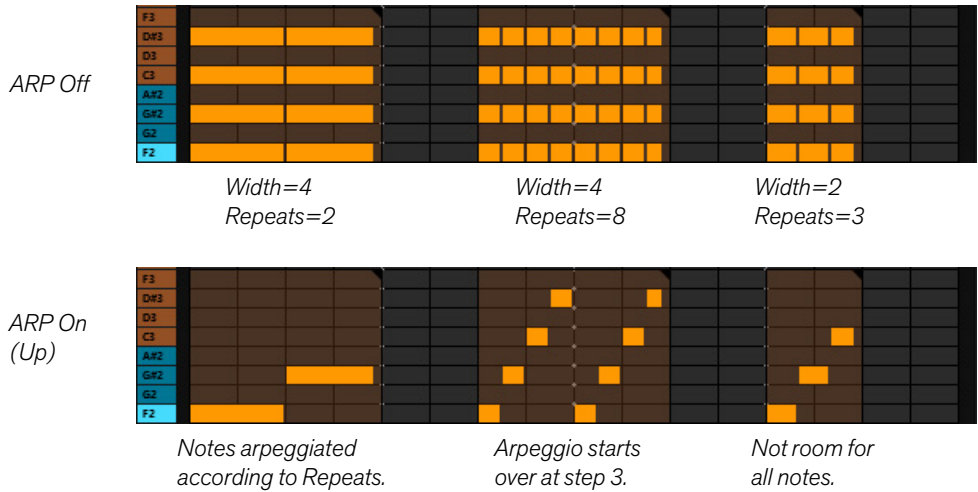 F3
D#3
D3
C3
A#2
G#2
G2
F2
ARP Off
Width=4
Repeats=2
Width=4
Repeats=8
Width=2
Repeats=3
F3
D#3
D3
C3
A#2
G#2
G2
F2
ARP On
(Up)
Notes arpeggiated
according to Repeats.
Arpeggio starts
over at step 3.
Not room for
all notes.